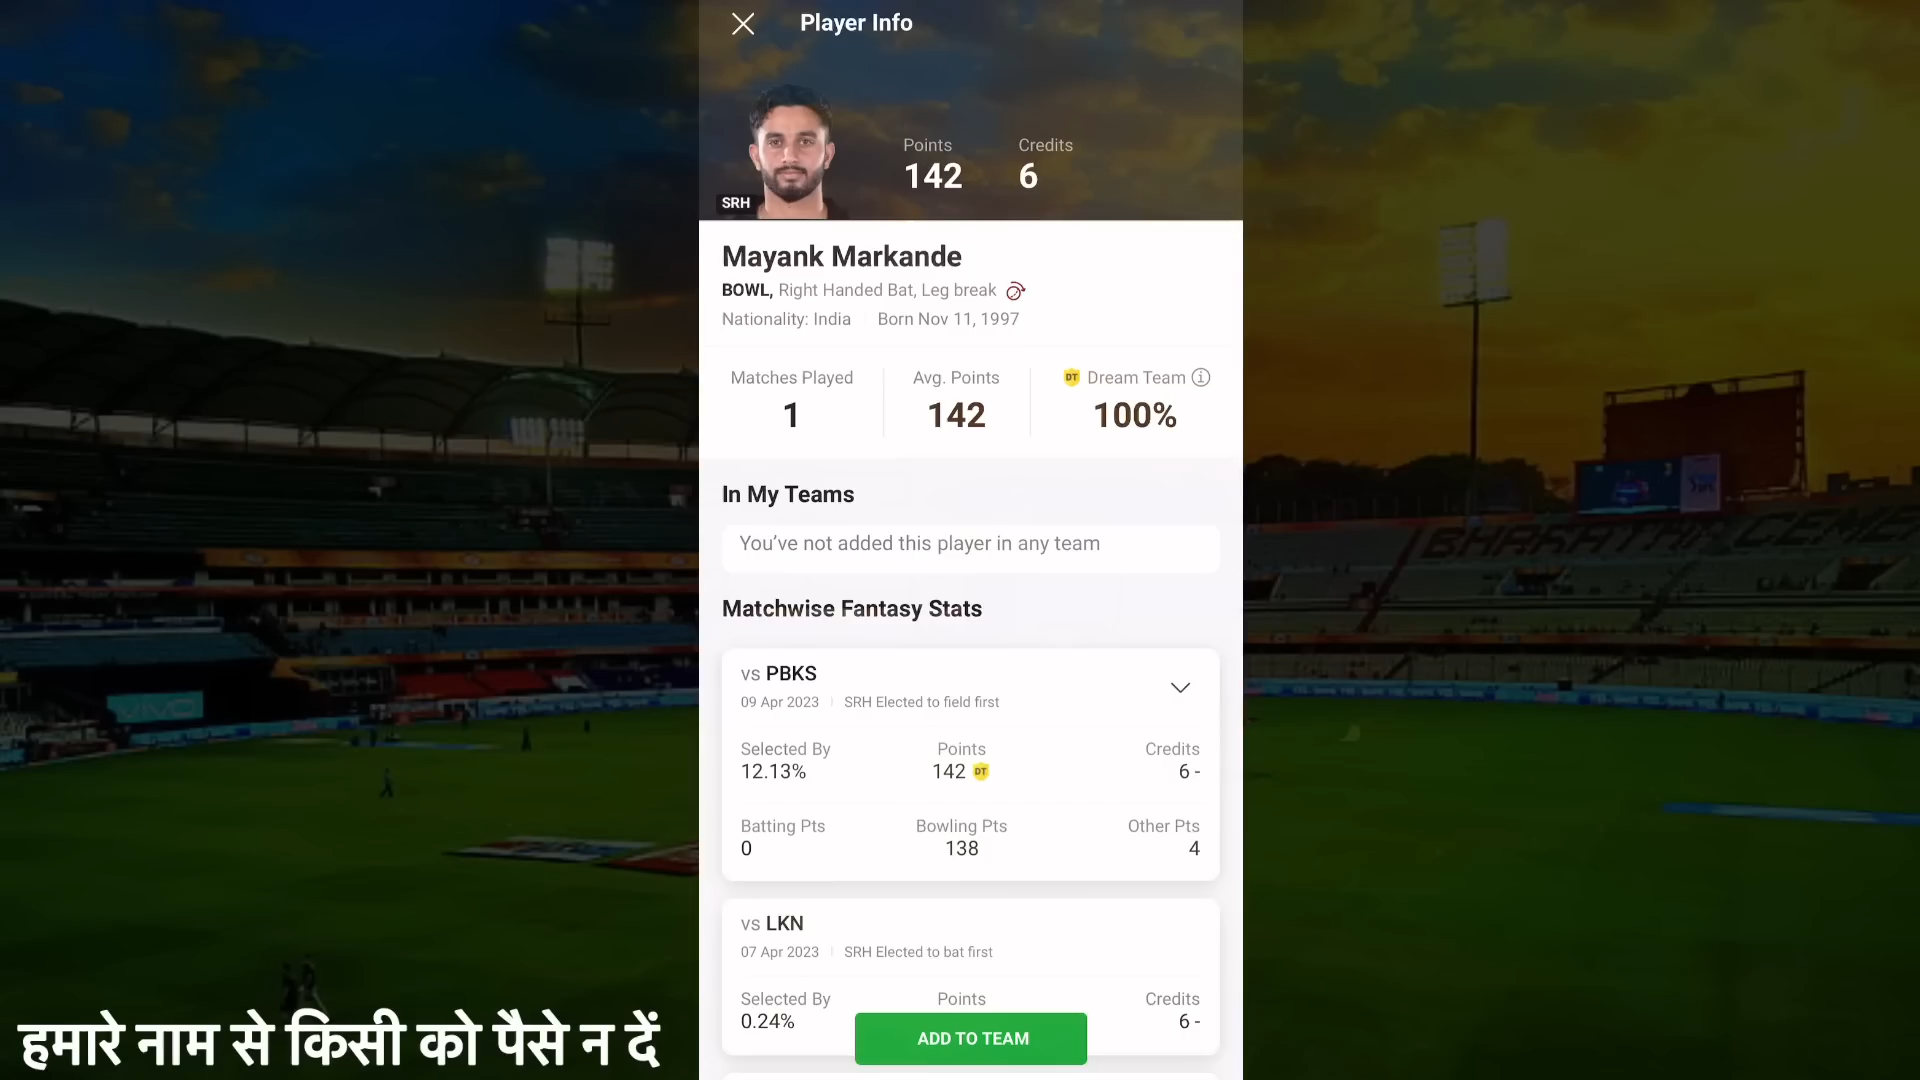 Player Info
Points
Credits
142
6
SRH
Mayank Markande
BOWL, Right Handed Bat, Leg break
Nationality: India
Born Nov 11, 1997
Matches Played
Avg. Points
DT Dream Team
1
142
100%
In My Teams
You’ve not added this player in any team
Matchwise Fantasy Stats
vs PBKS
09 Apr 2023
SRH Elected to field first
Selected By
Points
Credits
12.13%
142 DT
6 -
Batting Pts
Bowling Pts
Other Pts
0
138
4
vs LKN
07 Apr 2023
SRH Elected to bat first
Selected By
Points
Credits
0.24%
6 -
ADD TO TEAM
VIVO
BHARATHI CEME
हमारे नाम से किसी को पैसे न दें